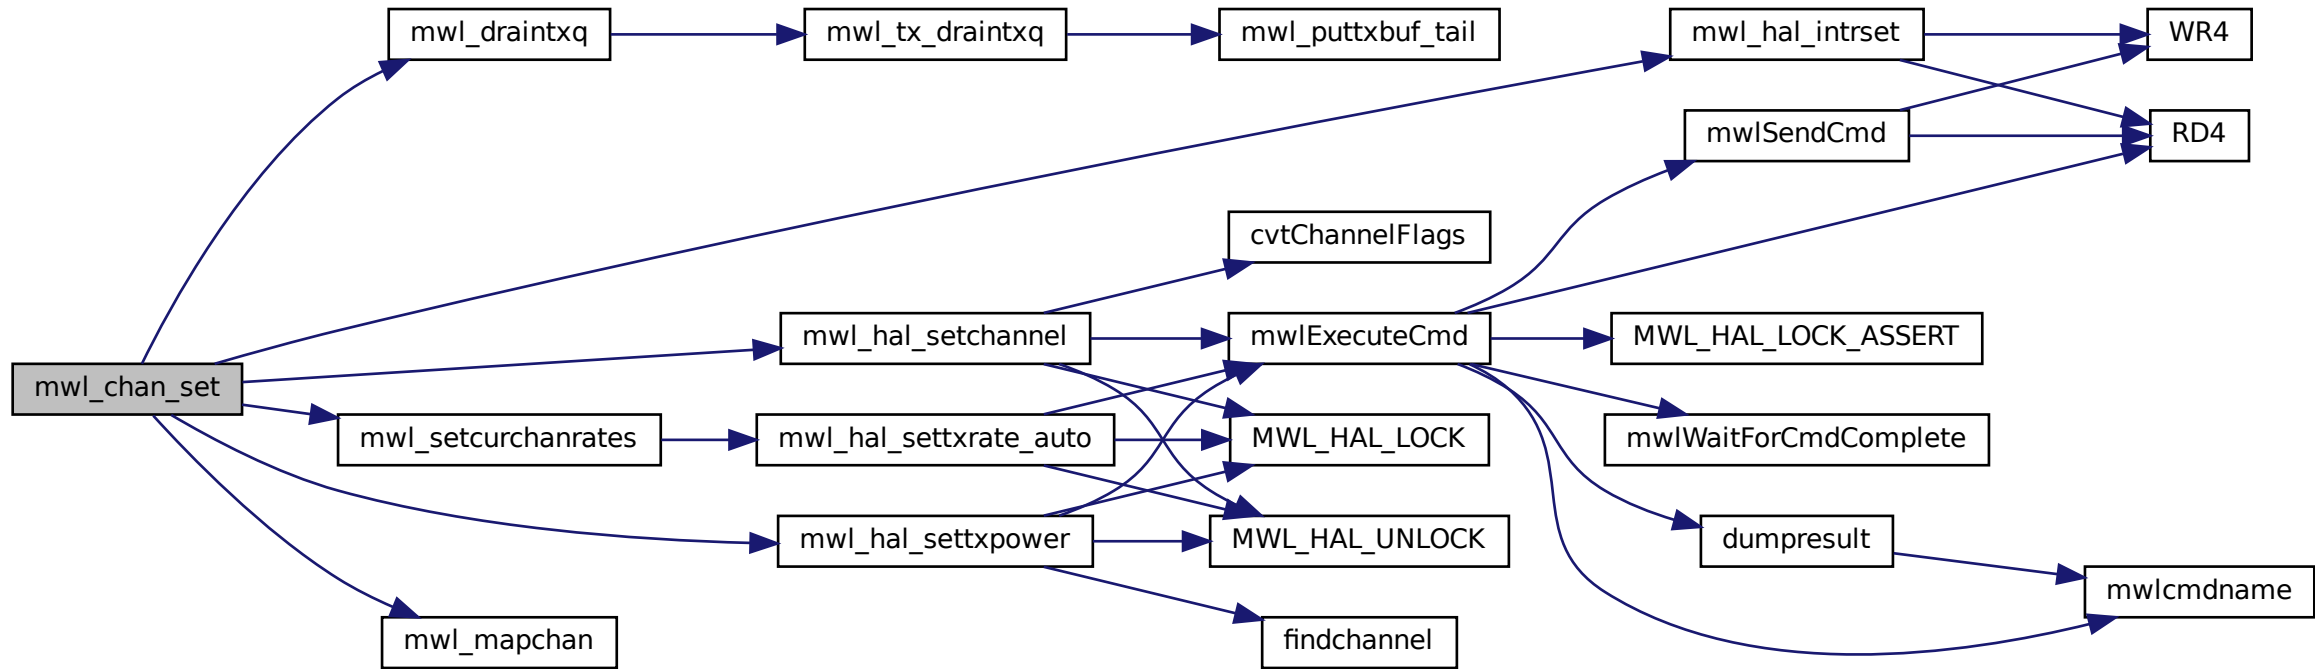 mwl_draintxq
mwl_tx_draintxq
mwl_puttxbuf_tail
mwl_hal_intrset
WR4
mwlSendCmd
RD4
cvtChannelFlags
mwl_hal_setchannel
mwlExecuteCmd
MWL_HAL_LOCK_ASSERT
mwl_chan_set
mwl_setcurchanrates
mwl_hal_settxrate_auto
MWL_HAL_LOCK
mwlWaitForCmdComplete
mwl_hal_settxpower
MWL_HAL_UNLOCK
dumpresult
mwlcmdname
mwl_mapchan
findchannel